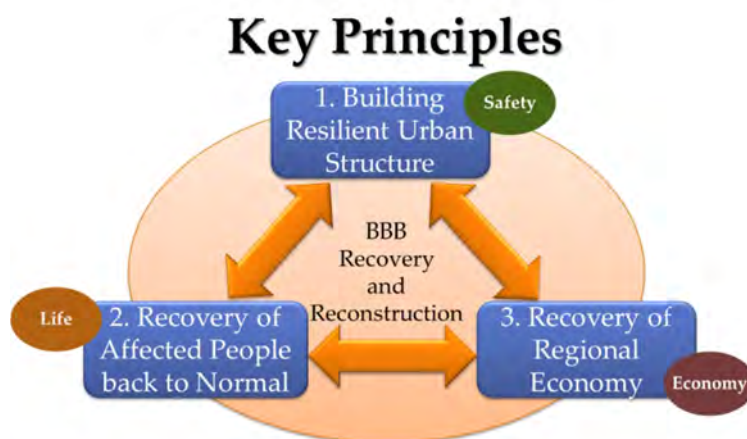 Key Principles
1. Building
Resilient Urban
Structure
Safety
BBB
Recovery
and
Reconstruction
Life
2. Recovery of
Affected People
back to Normal
3. Recovery of
Regional
Economy
Economy